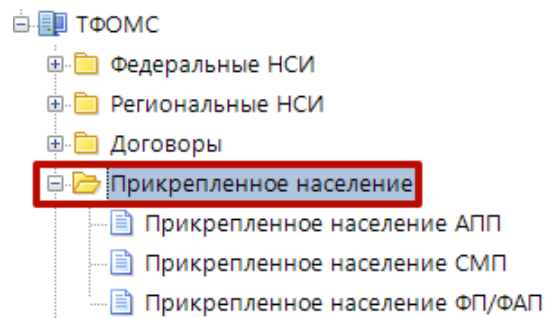 ТФОМС
Федеральные НСИ
Региональные НСИ
Договоры
Прикрепленное население
Прикрепленное население АПП
Прикрепленное население СМП
Прикрепленное население ФП/ФАП